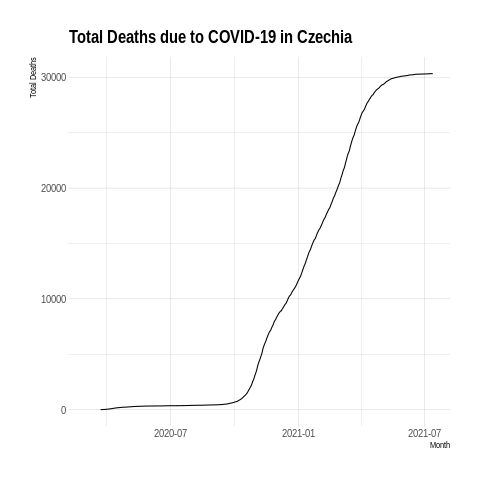 Total Deaths due to COVID-19 in Czechia
Total Deaths
30000
20000
10000
0
2020-07
2021-01
2021-07
Month